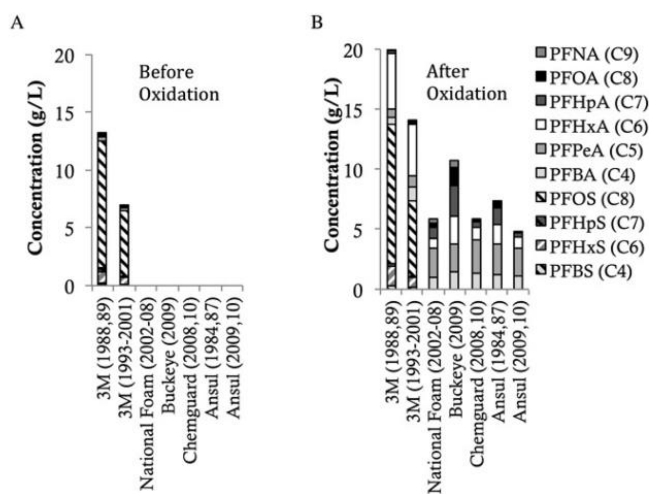 A
Concentration (g/L)
20
15
10
5
0
Before
Oxidation
3M (1988,89)
3M (1993-2001)
National Foam (2002-08)
Buckeye (2009)
Chemguard (2008,10)
Ansul (1984,87)
Ansul (2009,10)
B
Concentration (g/L)
20
15
10
5
0
After
Oxidation
3M (1988,89)
3M (1993-2001)
National Foam (2002-08)
Buckeye (2009)
Chemguard (2008,10)
Ansul (1984,87)
Ansul (2009,10)
PFNA (C9)
PFOA (C8)
PFHpA (C7)
PFHxA (C6)
PFPeA (C5)
PFBA (C4)
PFOS (C8)
PFHpS (C7)
PFHxS (C6)
PFBS (C4)